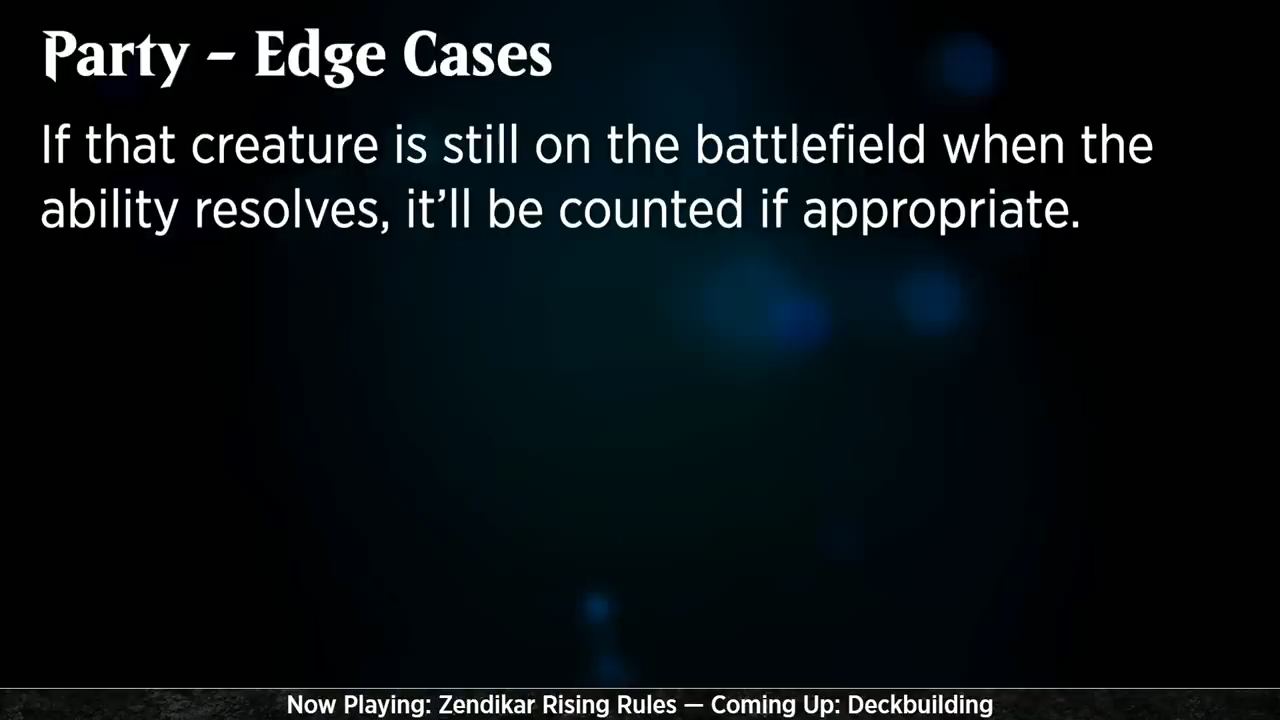 Party – Edge Cases
If that creature is still on the battlefield when the
ability resolves, it’ll be counted if appropriate.
Now Playing: Zendikar Rising Rules — Coming Up: Deckbuilding